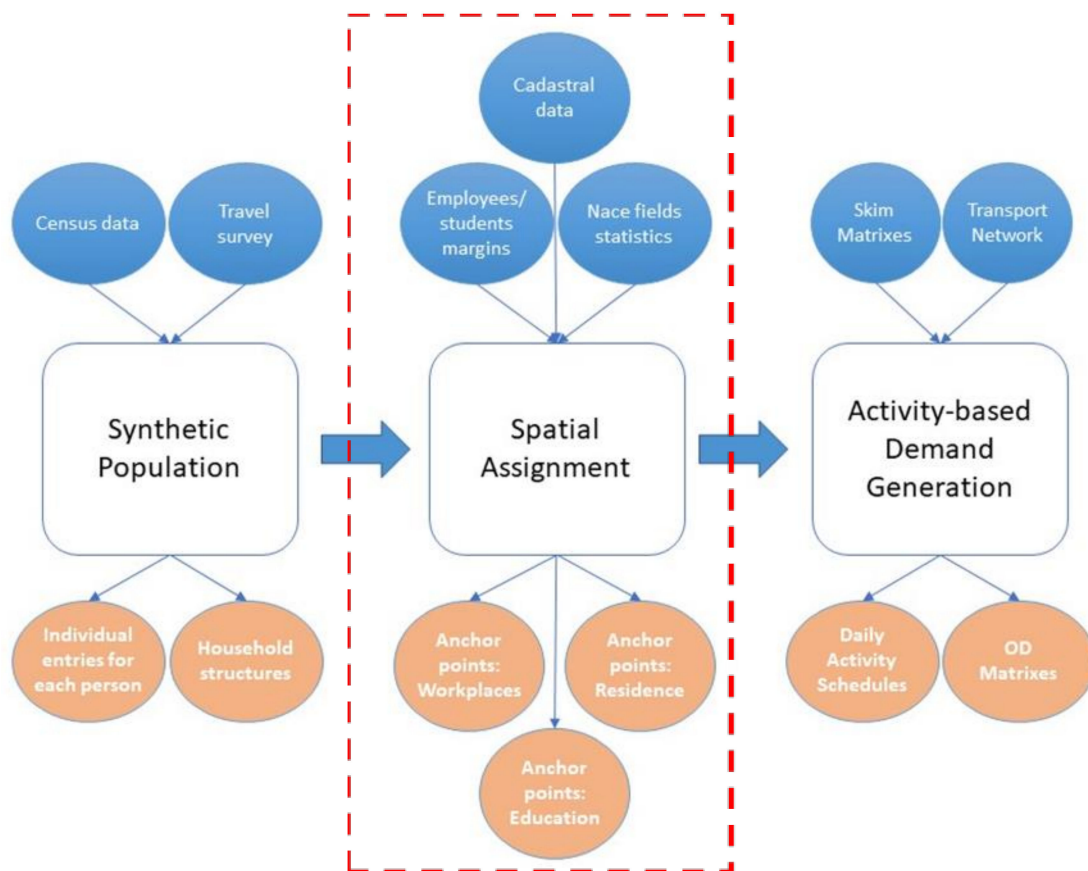 Cadastral
data
Census data
Travel
survey
Employees/
students
margins
Nace fields
statistics
Skim
Matrixes
Transport
Network
Synthetic
Population
Spatial
Assignment
Activity-based
Demand
Generation
Individual
entries for
each person
Household
structures
Anchor
points:
Workplaces
Anchor
points:
Residence
Anchor
points:
Education
Daily
Activity
Schedules
OD
Matrixes